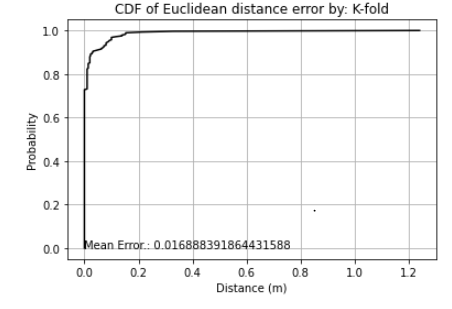 CDF of Euclidean distance error by: K-fold
1.0
0.8
0.6
0.4
0.2
0.0
Probability
Mean Error.: 0.016888391864431588
0.0 0.2 0.4 0.6 0.8 1.0 1.2
Distance (m)